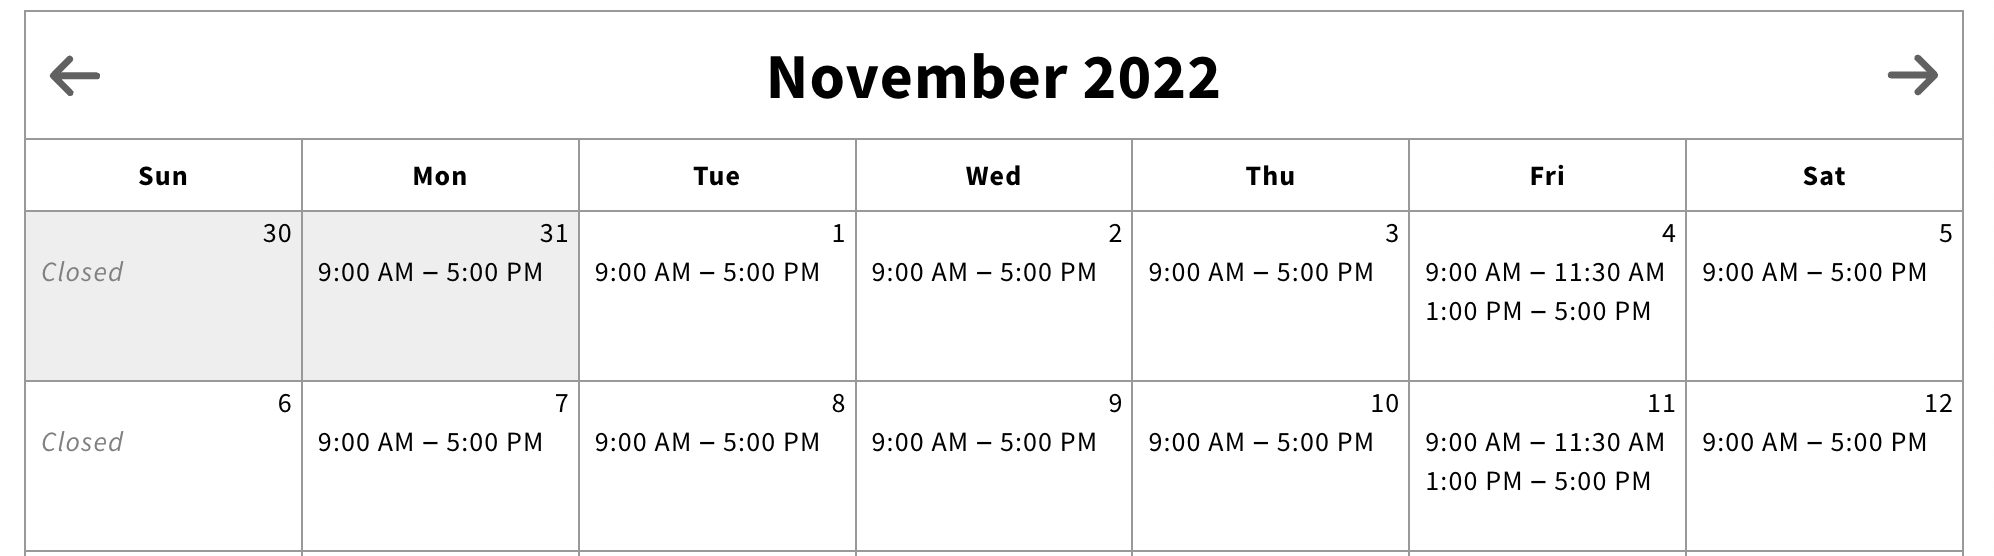 November 2022
Sun Mon Tue Wed Thu Fri Sat
30 31 1 2 3 4 5
Closed 9:00 AM – 5:00 PM 9:00 AM – 5:00 PM 9:00 AM – 5:00 PM 9:00 AM – 5:00 PM 9:00 AM – 11:30 AM 9:00 AM – 5:00 PM
1:00 PM – 5:00 PM
6 7 8 9 10 11 12
Closed 9:00 AM – 5:00 PM 9:00 AM – 5:00 PM 9:00 AM – 5:00 PM 9:00 AM – 5:00 PM 9:00 AM – 11:30 AM 9:00 AM – 5:00 PM
1:00 PM – 5:00 PM